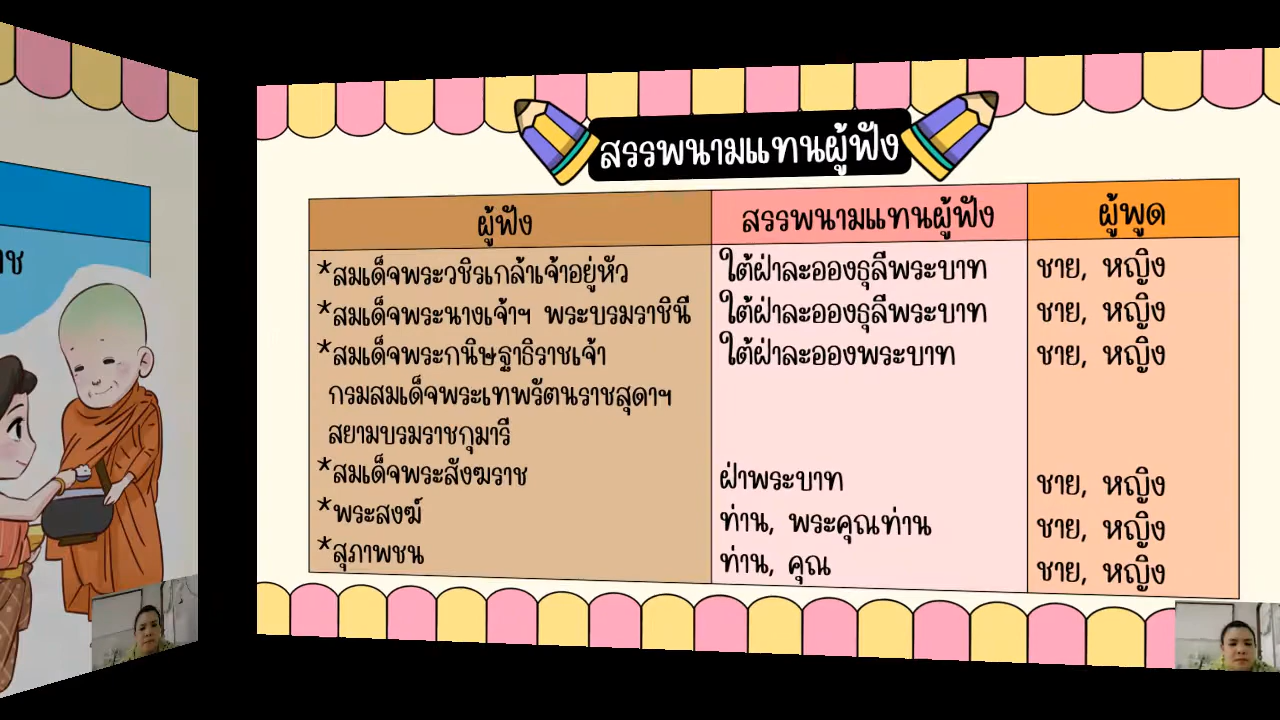 าช
สรรพนามแทนผู้ฟัง
ผู้ฟัง สรรพนามแทนผู้ฟัง ผู้พูด
*สมเด็จพระวชิรเกล้าเจ้าอยู่หัว ใต้ฝ่าละอองธุลีพระบาท ชาย, หญิง
*สมเด็จพระนางเจ้าฯ พระบรมราชินี ใต้ฝ่าละอองธุลีพระบาท ชาย, หญิง
*สมเด็จพระกนิษฐาธิราชเจ้า ใต้ฝ่าละอองพระบาท ชาย, หญิง
กรมสมเด็จพระเทพรัตนราชสุดาฯ
สยามบรมราชกุมารี
*สมเด็จพระสังฆราช ฝ่าพระบาท ชาย, หญิง
*พระสงฆ์ ท่าน, พระคุณท่าน ชาย, หญิง
*สุภาพชน ท่าน, คุณ ชาย, หญิง